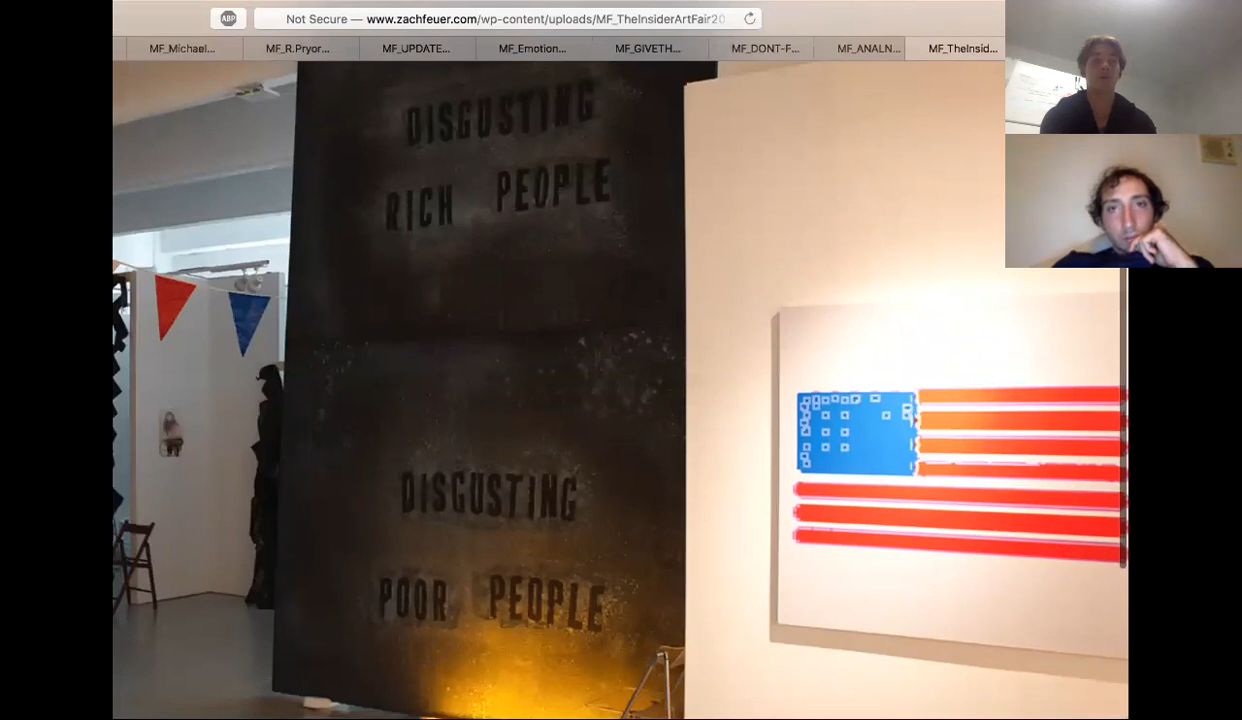 ABP
Not Secure — www.zachfeuer.com/wp-content/uploads/MF_TheInsiderArtFair20
MF_Michael...
MF_R.Pryor...
MF_UPDATE...
MF_Emotion...
MF_GIVETH...
MF_DONT-F...
MF_ANALN...
MF_TheInsid...
DISGUSTING
RICH PEOPLE
DISGUSTING
POOR PEOPLE